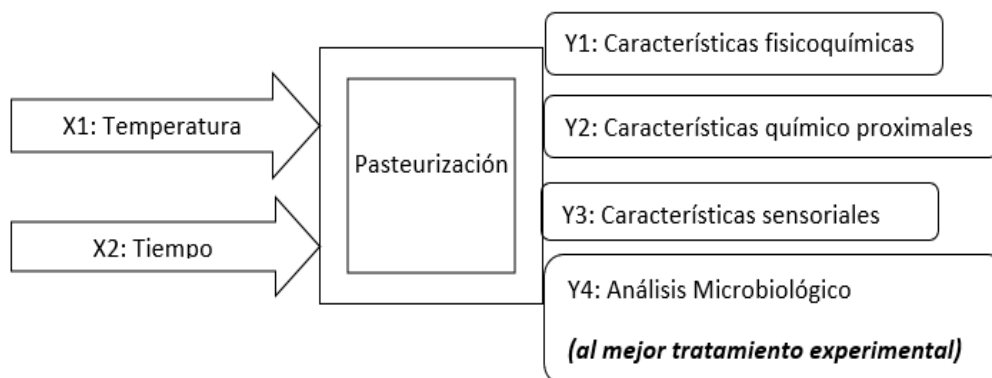 Y1: Características fisicoquímicas
X1: Temperatura
Y2: Características químico proximales
Pasteurización
Y3: Características sensoriales
X2: Tiempo
Y4: Análisis Microbiológico
(al mejor tratamiento experimental)